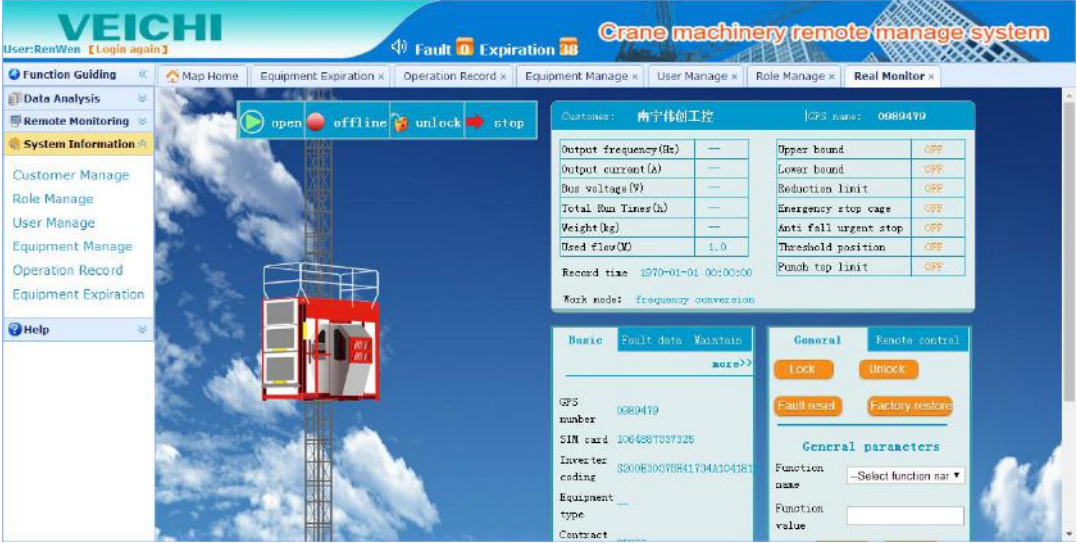 VEICHI
User:RenWen 【Login again】
Fault 0 Expiration 38
Crane machinery remote manage system
Function Guiding
Map Home
Equipment Expiration ×
Operation Record ×
Equipment Manage ×
User Manage ×
Role Manage ×
Real Monitor ×
Data Analysis
Remote Monitoring
System Information
Customer Manage
Role Manage
User Manage
Equipment Manage
Operation Record
Equipment Expiration
Help
open offline unlock stop
Customer: 南宁伟创工控 GPS name: 0989479
Output frequency(Hz) —
Output current(A) —
Bus voltage(V) —
Total Run Times(h) —
Weight(kg) —
Used flow(M) 1.0
Record time 1970-01-01 00:00:00
Work mode: frequency conversion
Upper bound OFF
Lower bound OFF
Reduction limit OFF
Emergency stop cage OFF
Anti fall urgent stop OFF
Threshold position OFF
Punch top limit OFF
Basic Fault data Maintain
more>>
GPS
number 0989479
SIM card 1064887337325
Inverter
coding
Equipment
type —
Contract
General Remote control
Lock Unlock
Fault reset Factory restore
General parameters
Function
name --Select function nar
Function
value